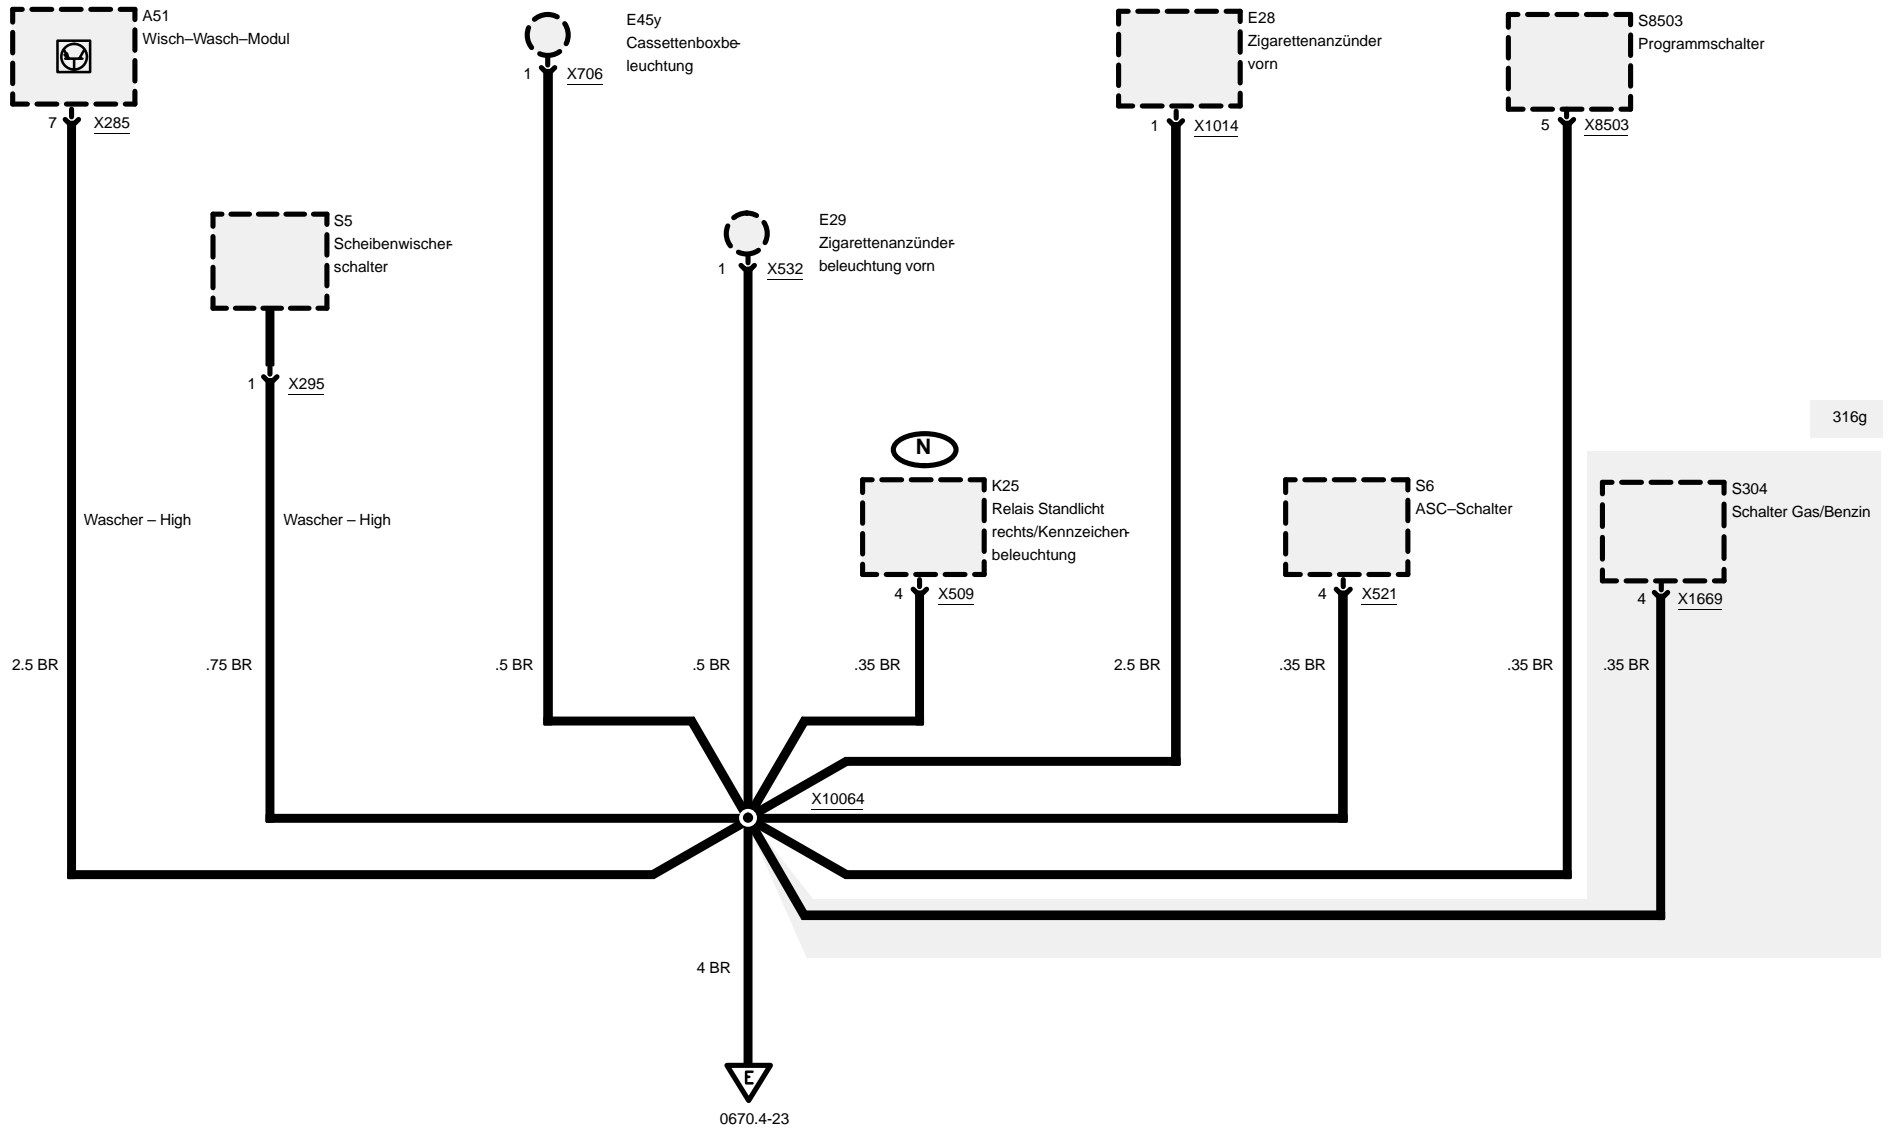 A51
Wisch–Wasch–Modul
7 X285
E45y
Cassettenboxbe-
leuchtung
1 X706
E28
Zigarettenanzünder
vorn
1 X1014
S8503
Programmschalter
5 X8503
S5
Scheibenwischer-
schalter
1 X295
E29
Zigarettenanzünder-
beleuchtung vorn
1 X532
316g
N
K25
Relais Standlicht
rechts/Kennzeichen-
beleuchtung
4 X509
S6
ASC–Schalter
4 X521
S304
Schalter Gas/Benzin
4 X1669
Wascher – High
Wascher – High
2.5 BR
.75 BR
.5 BR
.5 BR
.35 BR
2.5 BR
.35 BR
.35 BR
.35 BR
X10064
4 BR
E
0670.4-23